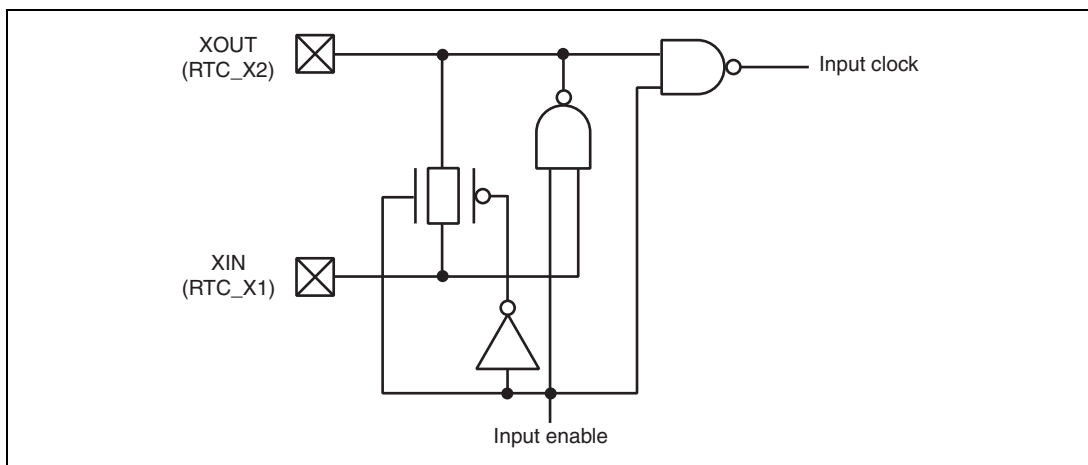 XOUT
(RTC_X2)
Input clock
XIN
(RTC_X1)
Input enable